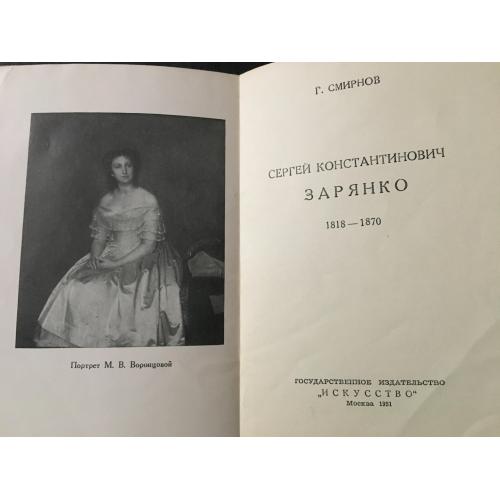 Портрет М. В. Воронцовой
Г. СМИРНОВ
СЕРГЕЙ КОНСТАНТИНОВИЧ
ЗАРЯНКО
1818—1870
ГОСУДАРСТВЕННОЕ ИЗДАТЕЛЬСТВО
„ИСКУССТВО“
Москва 1951